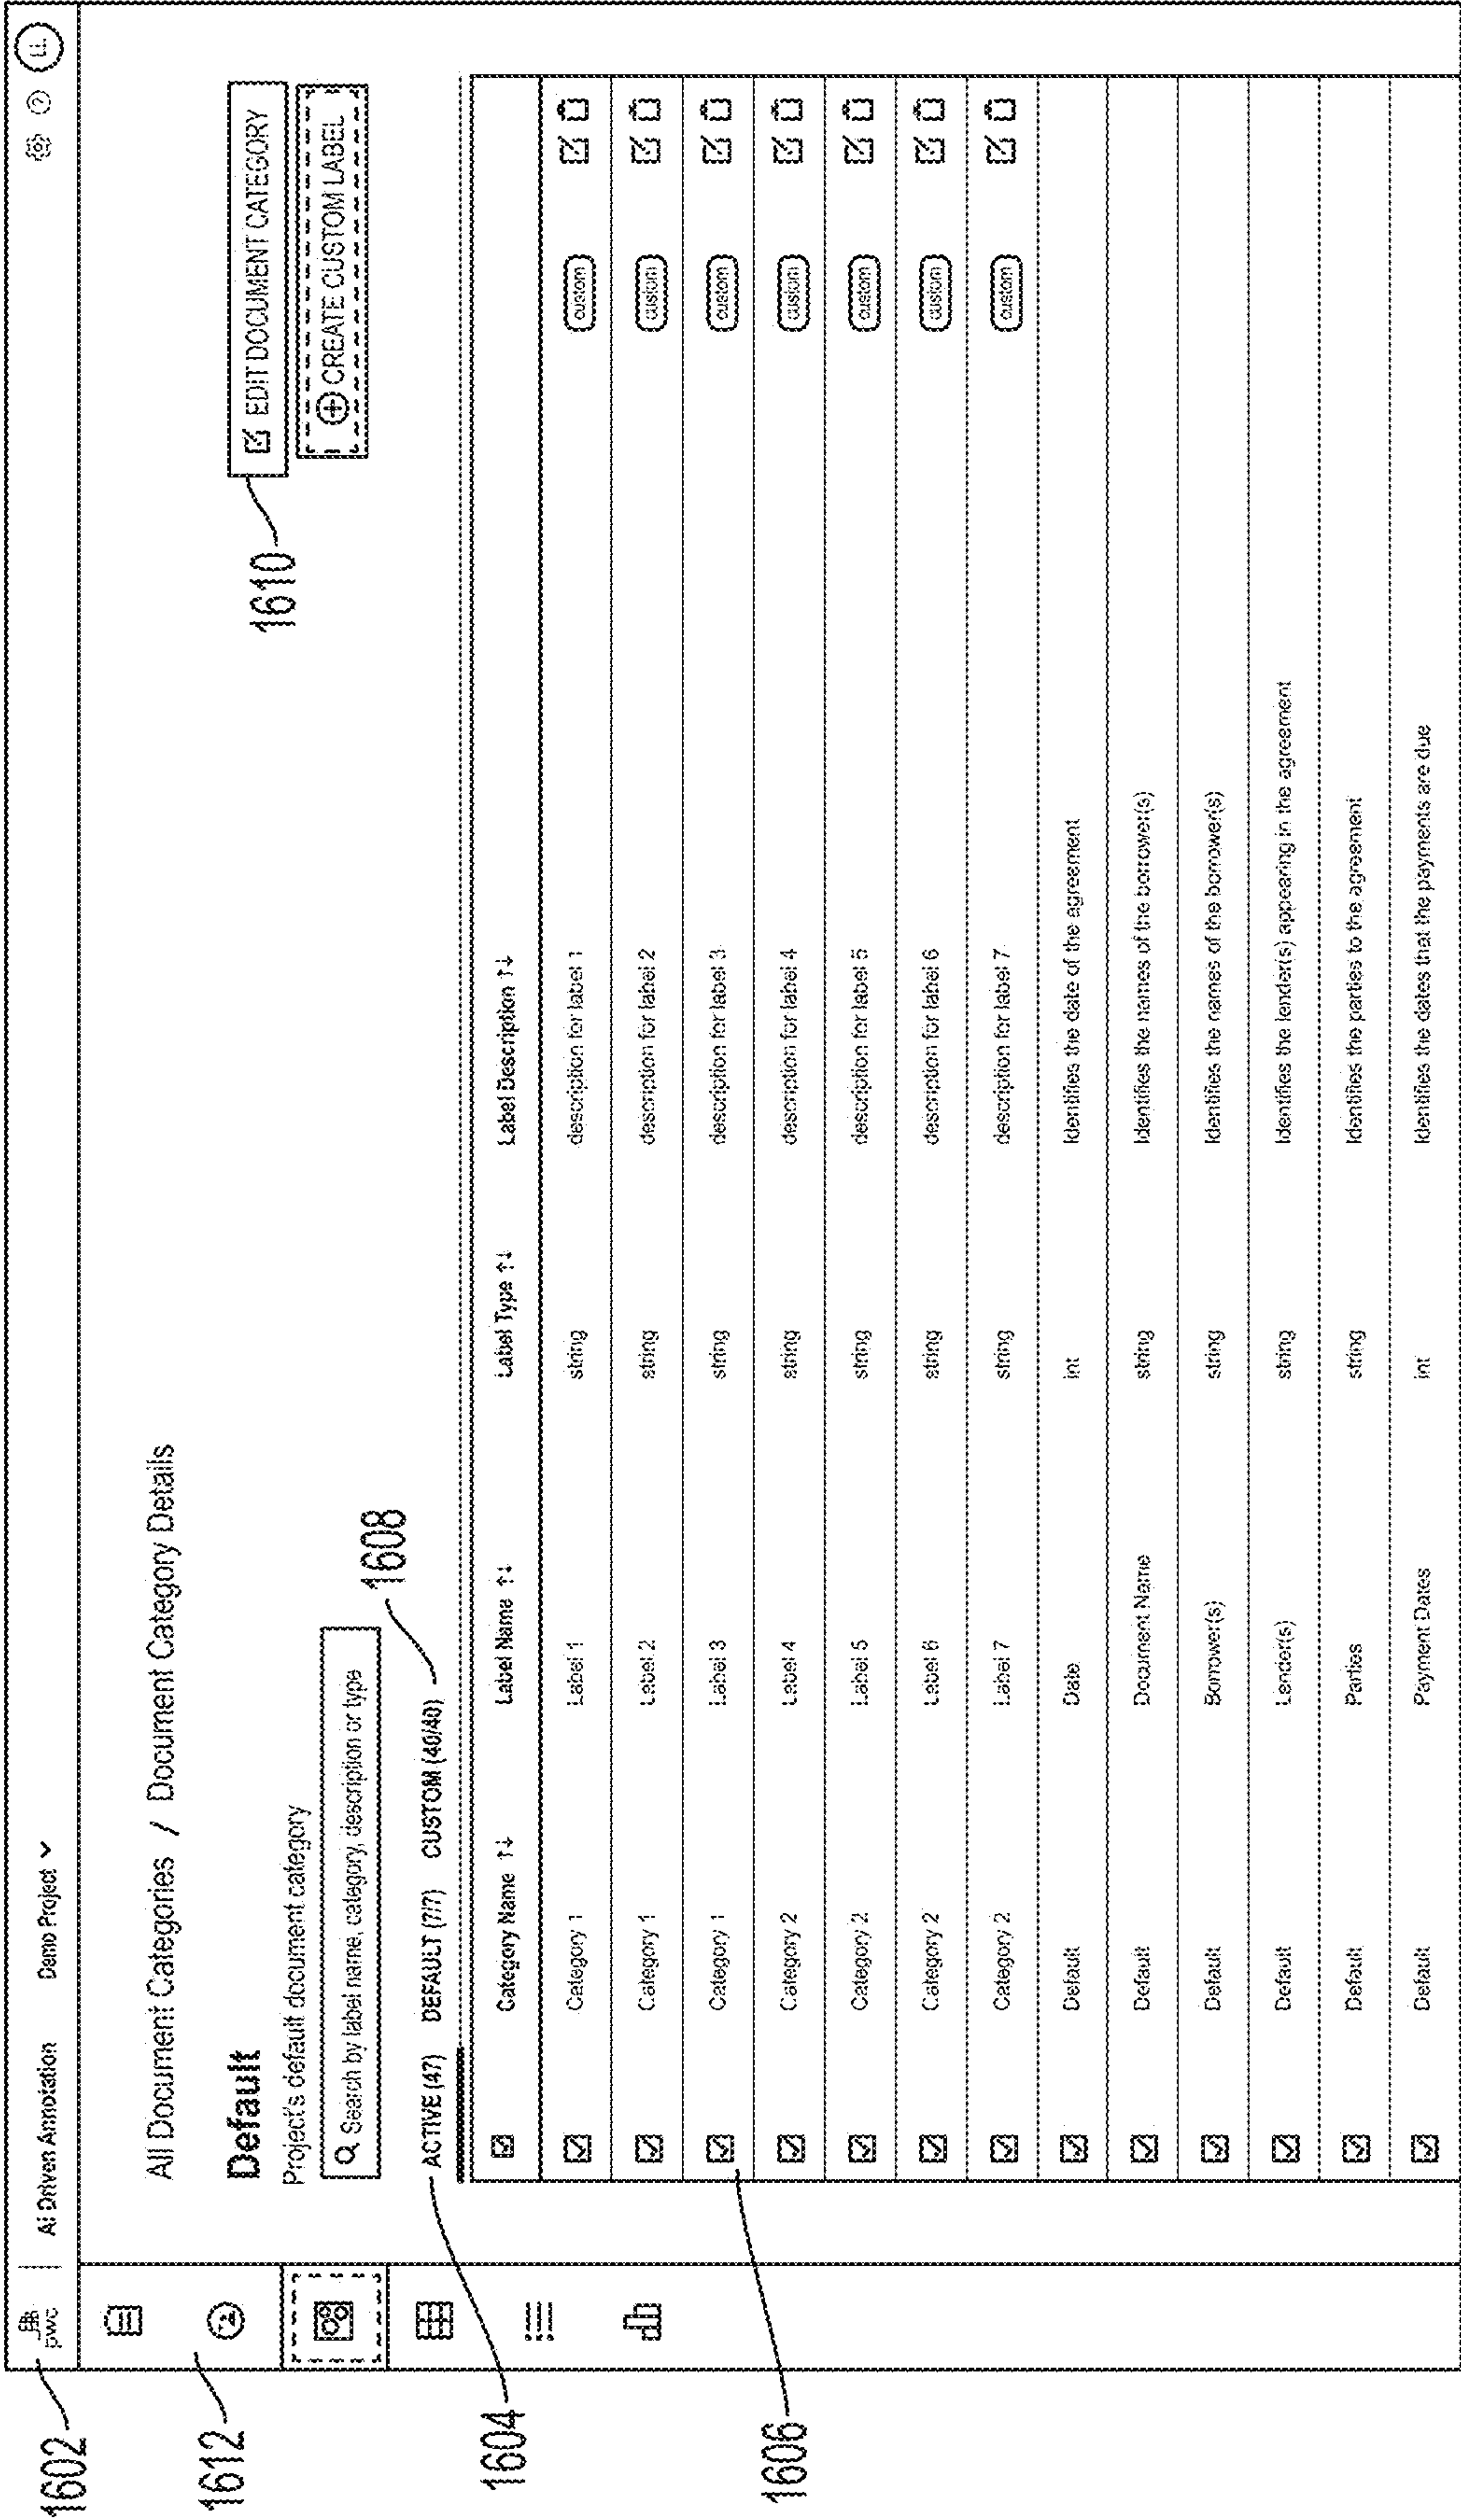 1602
pwc | AI Driven Annotation Demo Project LL
1612
All Document Categories / Document Category Details
Default
Project's default document category
1610
EDIT DOCUMENT CATEGORY
CREATE CUSTOM LABEL
Search by label name, category, description or type
1608
1604
ACTIVE (47) DEFAULT (7/7) CUSTOM (40/40)
Category Name ↑↓ Label Name ↑↓ Label Type ↑↓ Label Description ↑↓
Category 1 Label 1 string description for label 1 custom
Category 1 Label 2 string description for label 2 custom
1606
Category 1 Label 3 string description for label 3 custom
Category 2 Label 4 string description for label 4 custom
Category 2 Label 5 string description for label 5 custom
Category 2 Label 6 string description for label 6 custom
Category 2 Label 7 string description for label 7 custom
Default Date int Identifies the date of the agreement
Default Document Name string Identifies the names of the borrower(s)
Default Borrower(s) string Identifies the names of the borrower(s)
Default Lender(s) string Identifies the lender(s) appearing in the agreement
Default Parties string Identifies the parties to the agreement
Default Payment Dates int Identifies the dates that the payments are due